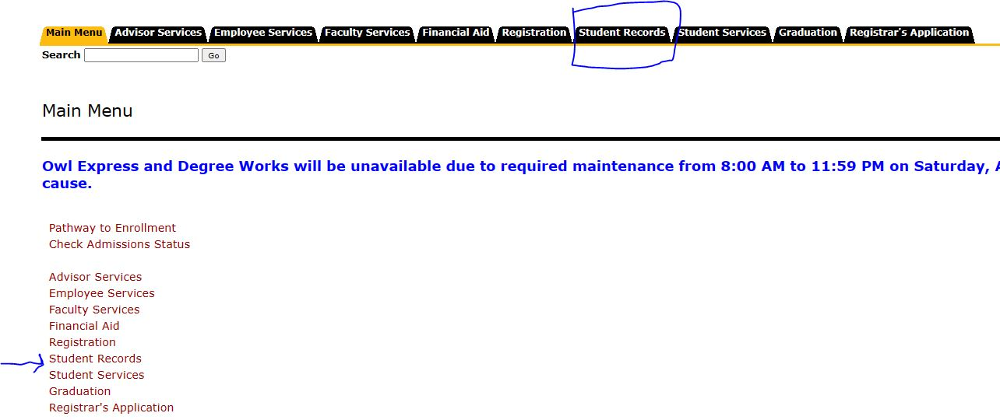 Main Menu Advisor Services Employee Services Faculty Services Financial Aid Registration Student Records Student Services Graduation Registrar's Application
Search Go
Main Menu
Owl Express and Degree Works will be unavailable due to required maintenance from 8:00 AM to 11:59 PM on Saturday,
cause.
Pathway to Enrollment
Check Admissions Status
Advisor Services
Employee Services
Faculty Services
Financial Aid
Registration
Student Records
Student Services
Graduation
Registrar's Application